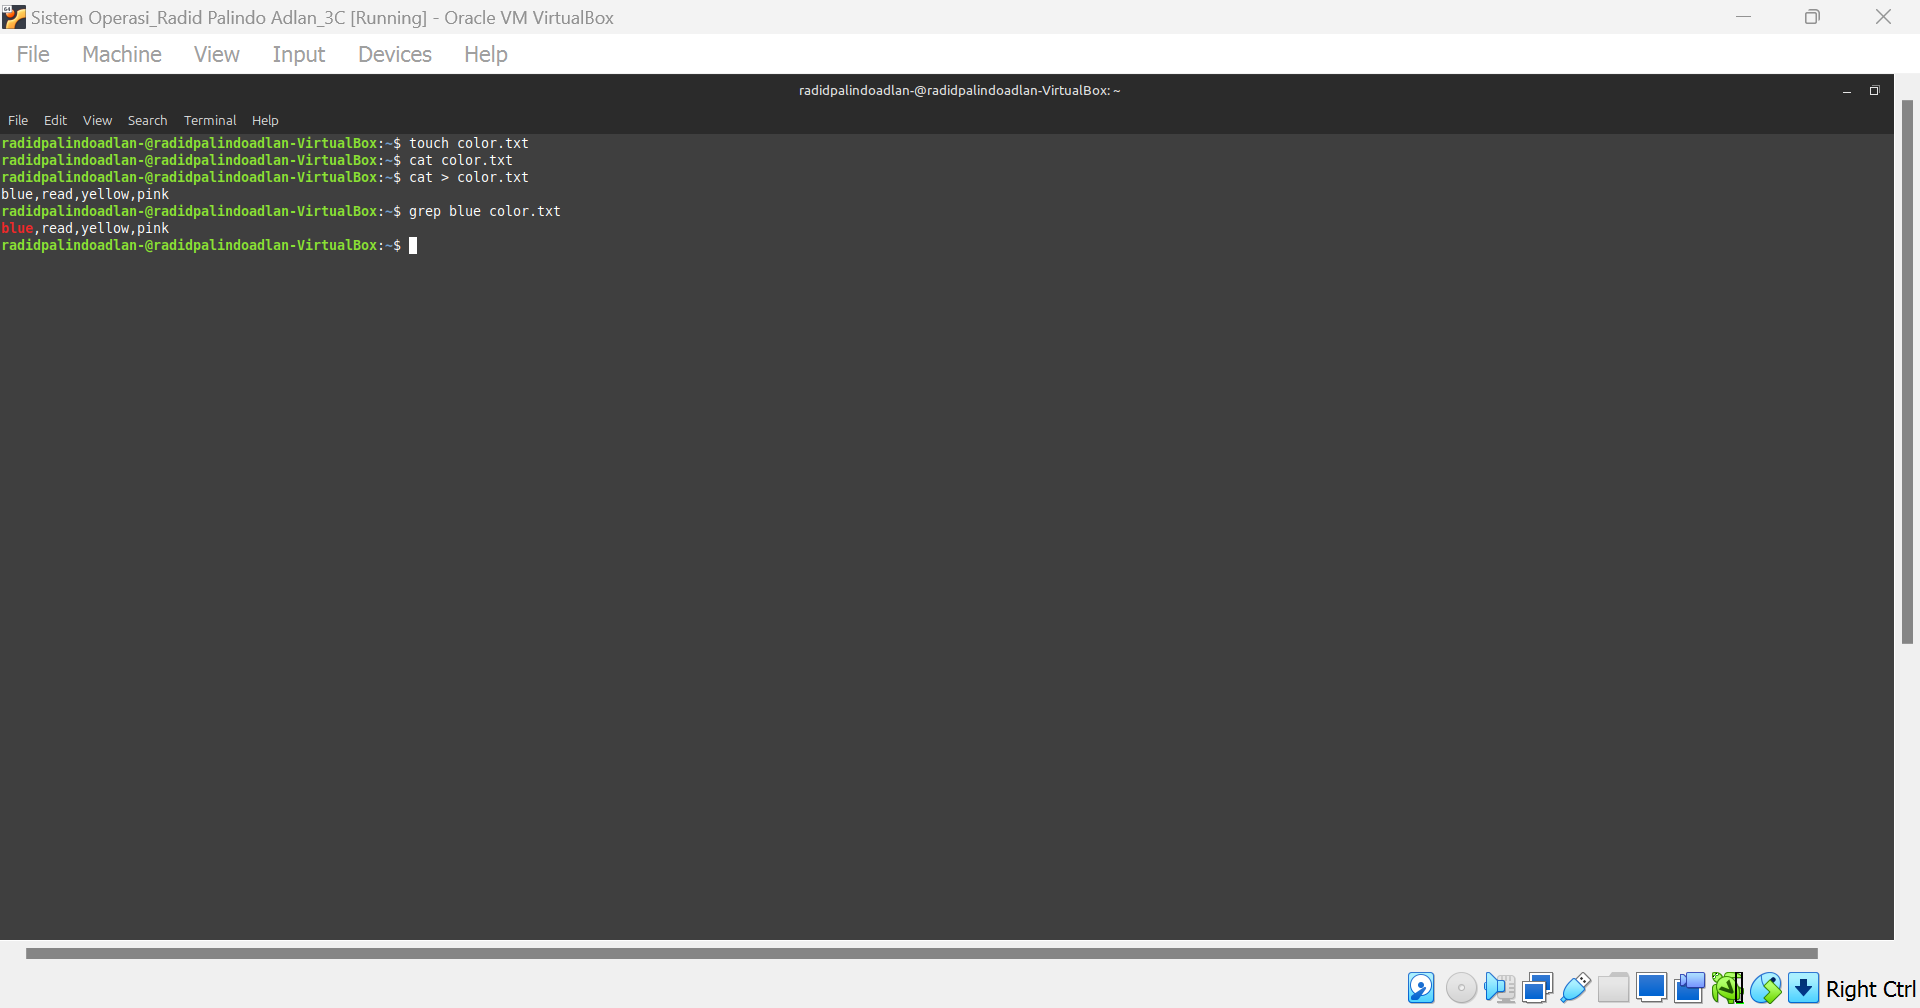 Sistem Operasi_Radid Palindo Adlan_3C [Running] - Oracle VM VirtualBox
File Machine View Input Devices Help
radidpalindoadlan-@radidpalindoadlan-VirtualBox: ~
File Edit View Search Terminal Help
radidpalindoadlan-@radidpalindoadlan-VirtualBox:~$ touch color.txt
radidpalindoadlan-@radidpalindoadlan-VirtualBox:~$ cat color.txt
radidpalindoadlan-@radidpalindoadlan-VirtualBox:~$ cat > color.txt
blue,read,yellow,pink
radidpalindoadlan-@radidpalindoadlan-VirtualBox:~$ grep blue color.txt
blue,read,yellow,pink
radidpalindoadlan-@radidpalindoadlan-VirtualBox:~$
Right Ctrl